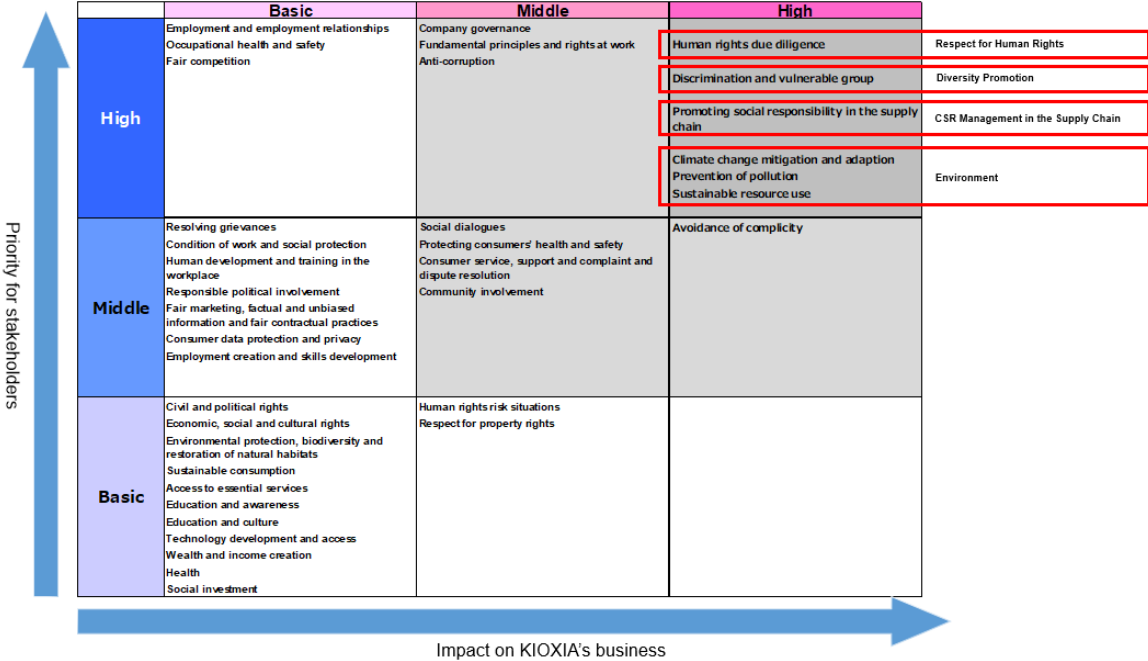 Basic
Middle
High
High
Employment and employment relationships
Occupational health and safety
Fair competition
Company governance
Fundamental principles and rights at work
Anti-corruption
Human rights due diligence
Respect for Human Rights
Discrimination and vulnerable group
Diversity Promotion
Promoting social responsibility in the supply
chain
CSR Management in the Supply Chain
Climate change mitigation and adaption
Prevention of pollution
Sustainable resource use
Environment
Priority for stakeholders
Middle
Resolving grievances
Condition of work and social protection
Human development and training in the
workplace
Responsible political involvement
Fair marketing, factual and unbiased
information and fair contractual practices
Consumer data protection and privacy
Employment creation and skills development
Social dialogues
Protecting consumers' health and safety
Consumer service, support and complaint and
dispute resolution
Community involvement
Avoidance of complicity
Basic
Civil and political rights
Economic, social and cultural rights
Environmental protection, biodiversity and
restoration of natural habitats
Sustainable consumption
Access to essential services
Education and awareness
Education and culture
Technology development and access
Wealth and income creation
Health
Social investment
Human rights risk situations
Respect for property rights
Impact on KIOXIA's business